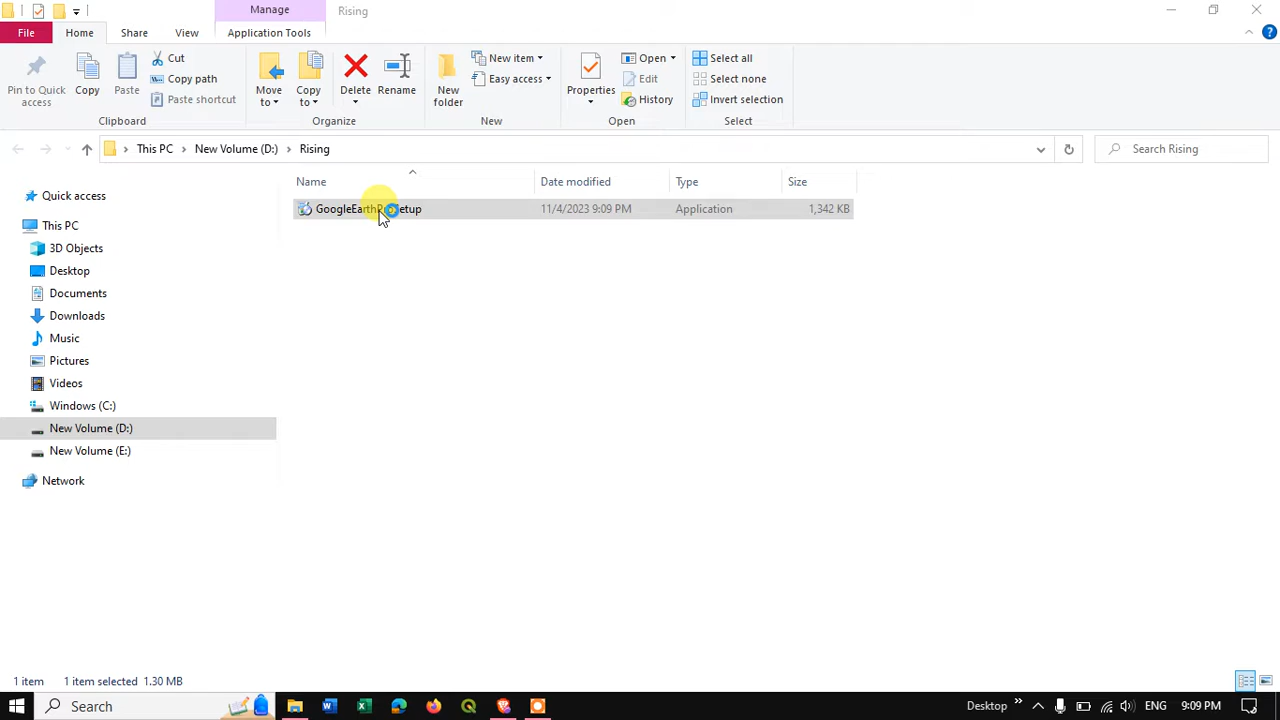 Manage
Rising
File
Home
Share
View
Application Tools
Pin to Quick access
Copy
Paste
Cut
Copy path
Paste shortcut
Clipboard
Move to
Copy to
Delete
Rename
Organize
New folder
New item
Easy access
New
Properties
Open
Edit
History
Open
Select all
Select none
Invert selection
Select
This PC
New Volume (D:)
Rising
Search Rising
Name
Date modified
Type
Size
11/4/2023 9:09 PM
Application
1,342 KB
Quick access
This PC
3D Objects
Desktop
Documents
Downloads
Music
Pictures
Videos
Windows (C:)
New Volume (D:)
New Volume (E:)
Network
1 item
1 item selected
1.30 MB
Search
Desktop
ENG
9:09 PM